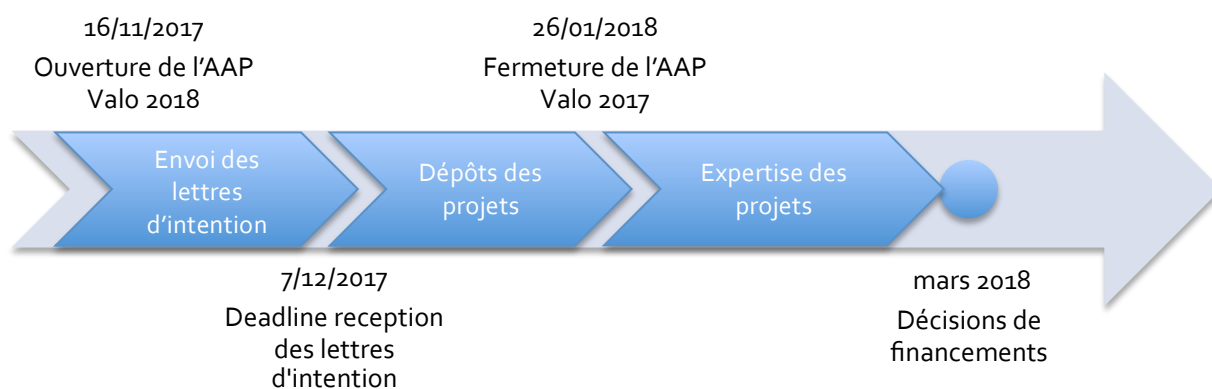 16/11/2017
Ouverture de l’AAP
Valo 2018
26/01/2018
Fermeture de l’AAP
Valo 2017
Envoi des
lettres
d’intention
Dépôts des
projets
Expertise des
projets
7/12/2017
Deadline reception
des lettres
d'intention
mars 2018
Décisions de
financements